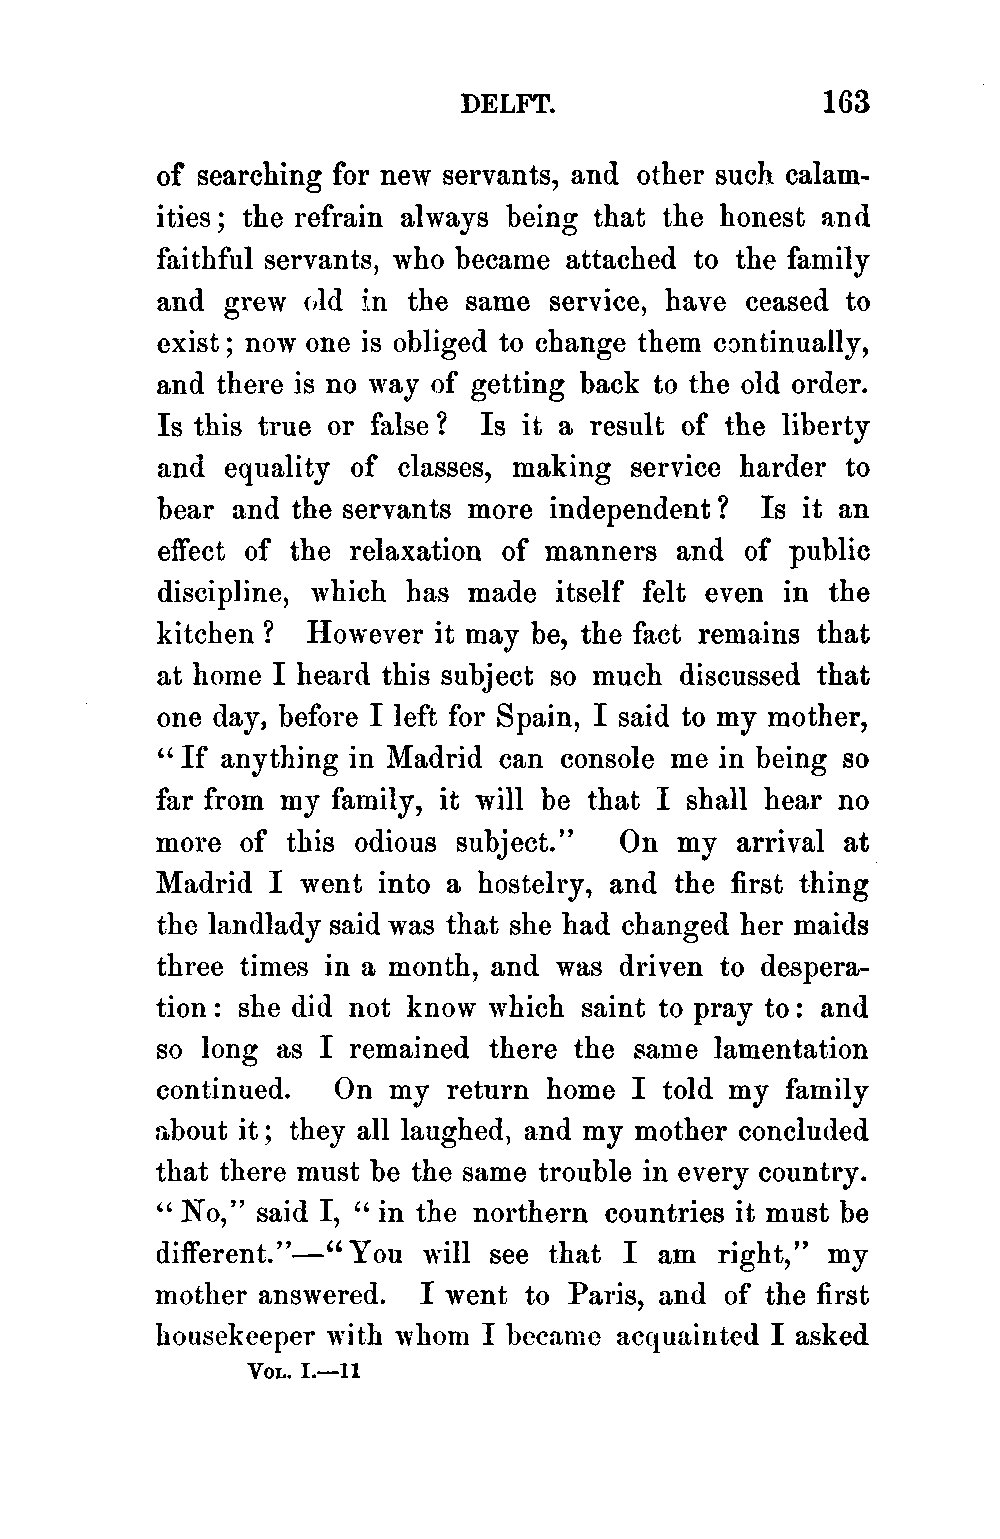 DELFT. 163
of searching for new servants, and other such calam-
ities; the refrain always being that the honest and
faithful servants, who became attached to the family
and grew old in the same service, have ceased to
exist; now one is obliged to change them continually,
and there is no way of getting back to the old order.
Is this true or false? Is it a result of the liberty
and equality of classes, making service harder to
bear and the servants more independent? Is it an
effect of the relaxation of manners and of public
discipline, which has made itself felt even in the
kitchen? However it may be, the fact remains that
at home I heard this subject so much discussed that
one day, before I left for Spain, I said to my mother,
“If anything in Madrid can console me in being so
far from my family, it will be that I shall hear no
more of this odious subject.” On my arrival at
Madrid I went into a hostelry, and the first thing
the landlady said was that she had changed her maids
three times in a month, and was driven to despera-
tion: she did not know which saint to pray to: and
so long as I remained there the same lamentation
continued. On my return home I told my family
about it; they all laughed, and my mother concluded
that there must be the same trouble in every country.
“No,” said I, “in the northern countries it must be
different.”—“You will see that I am right,” my
mother answered. I went to Paris, and of the first
housekeeper with whom I became acquainted I asked
VOL. I.—11